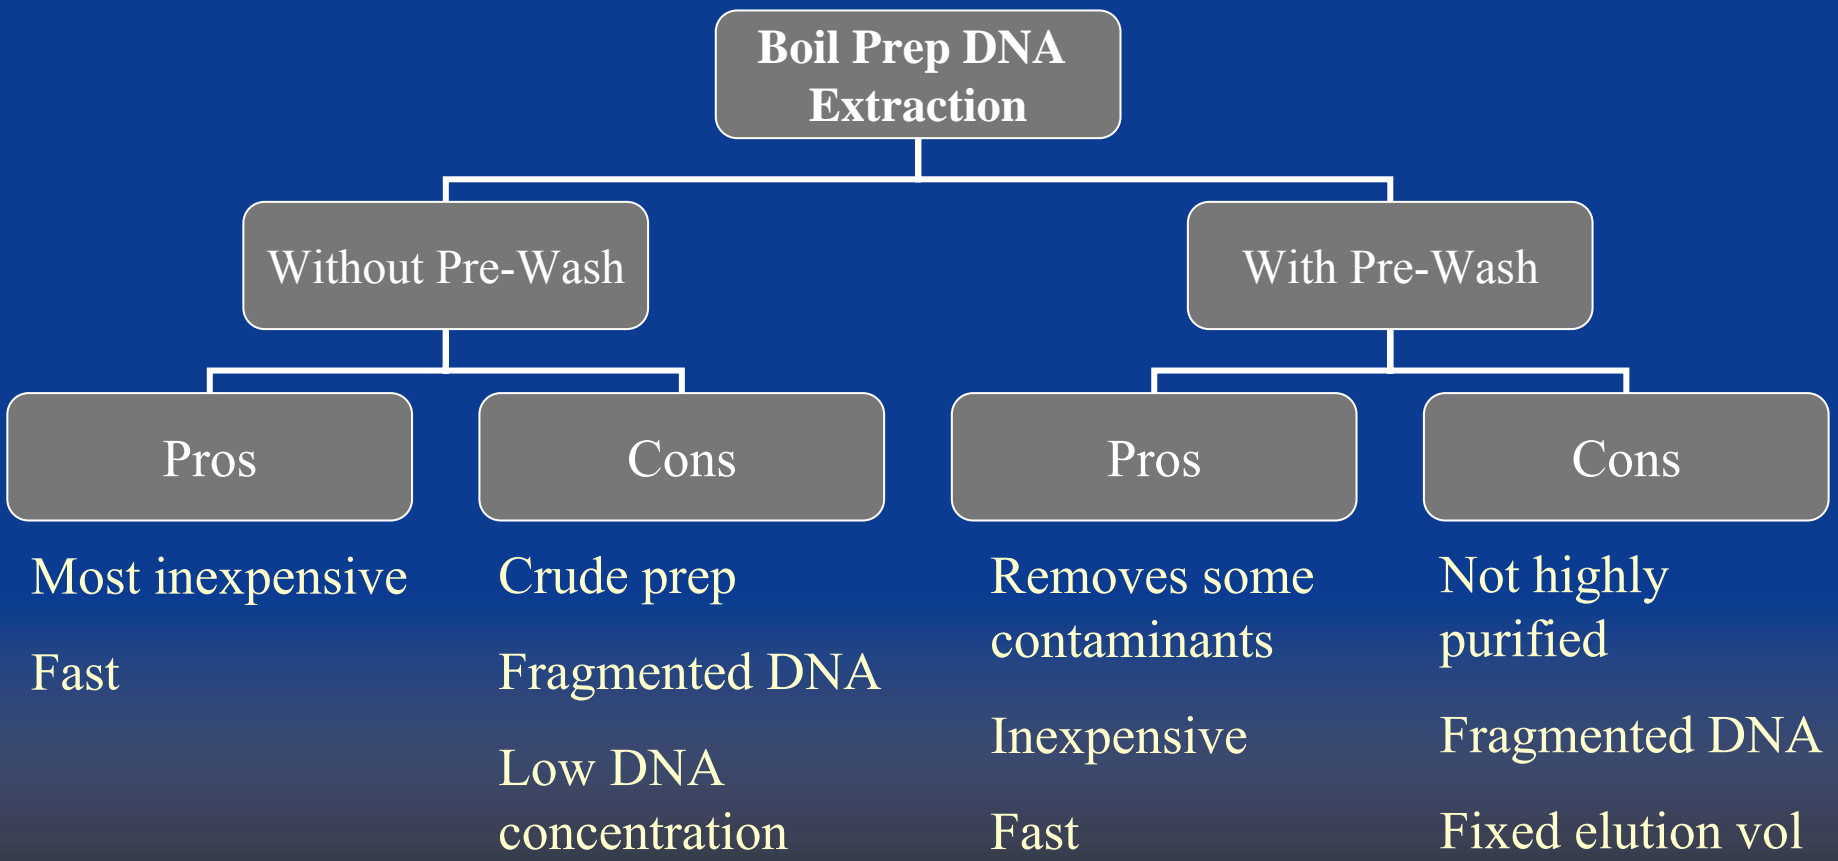 Boil Prep DNA
Extraction
Without Pre-Wash
With Pre-Wash
Pros
Cons
Pros
Cons
Most inexpensive
Fast
Crude prep
Fragmented DNA
Low DNA
concentration
Removes some
contaminants
Inexpensive
Fast
Not highly
purified
Fragmented DNA
Fixed elution vol